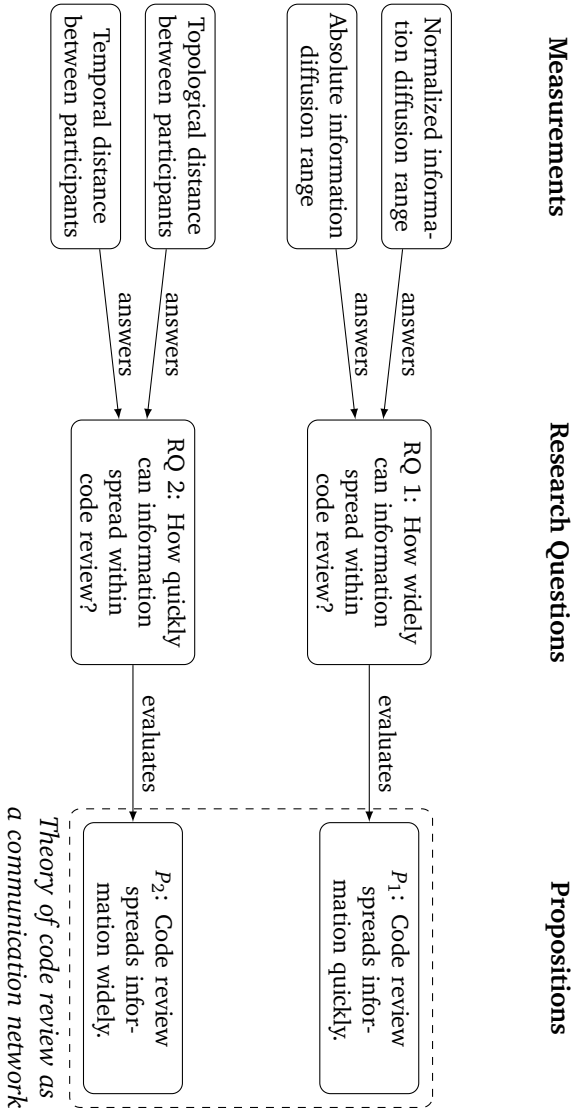 Measurements
Research Questions
Propositions
Normalized informa-
tion diffusion range
Absolute information
diffusion range
Topological distance
between participants
Temporal distance
between participants
answers
answers
answers
answers
RQ 1: How widely
can information
spread within
code review?
RQ 2: How quickly
can information
spread within
code review?
evaluates
evaluates
P₁: Code review
spreads infor-
mation quickly.
P₂: Code review
spreads infor-
mation widely.
Theory of code review as
a communication network